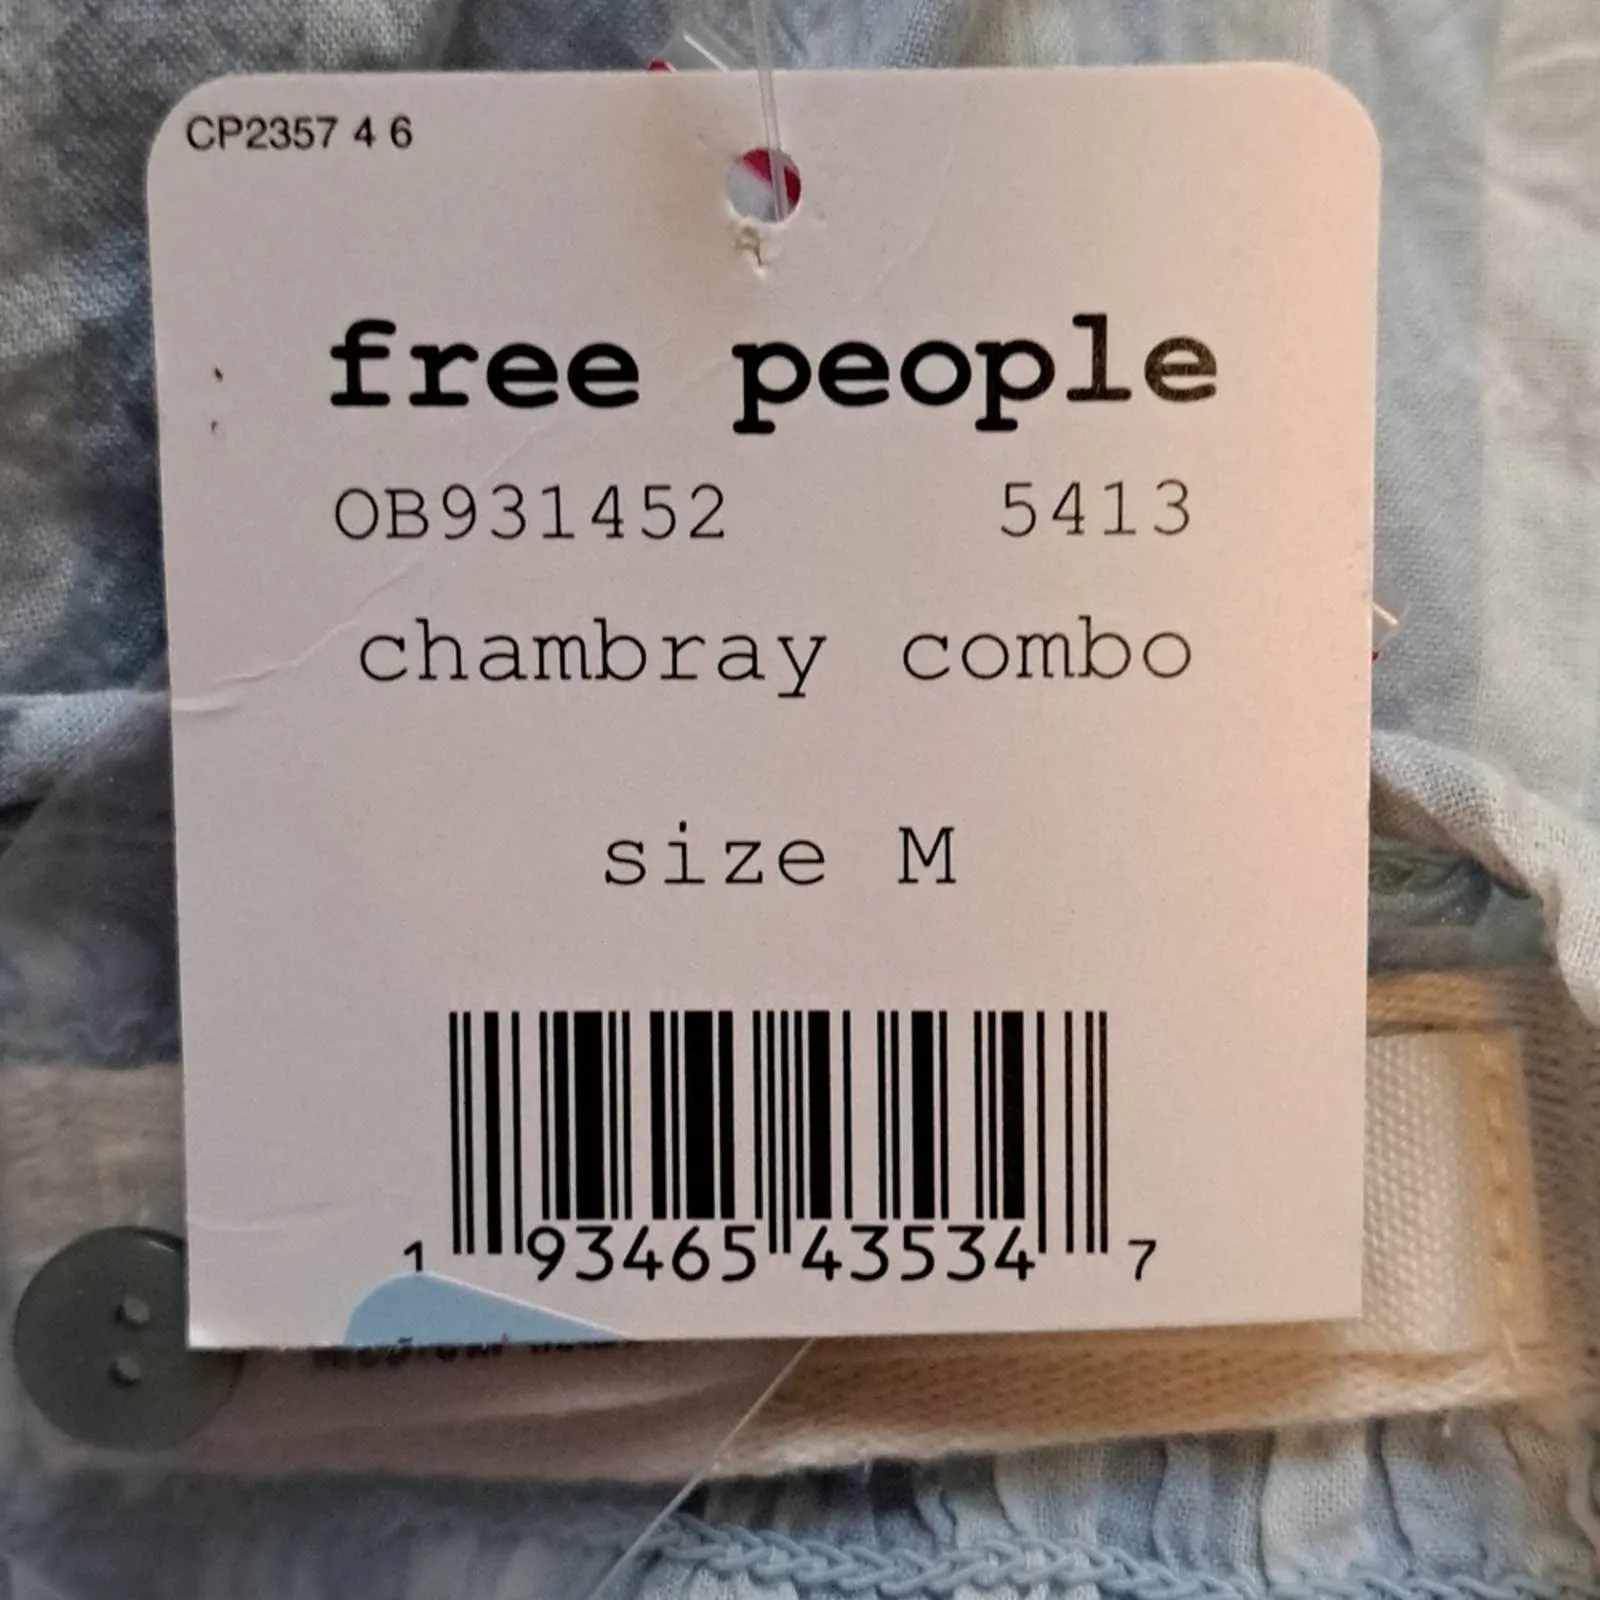 CP2357 4 6
free people
OB931452 5413
chambray combo
size M
1 93465 43534 7